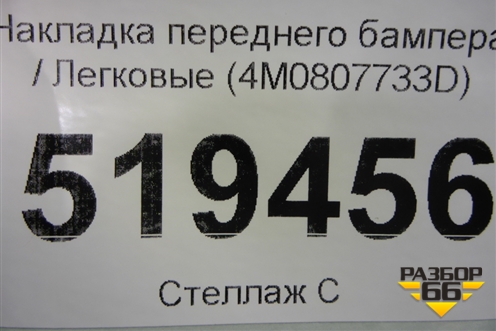 Накладка переднего бампера
/ Легковые (4M0807733D)
519456
Стеллаж С
РАЗБОР
66